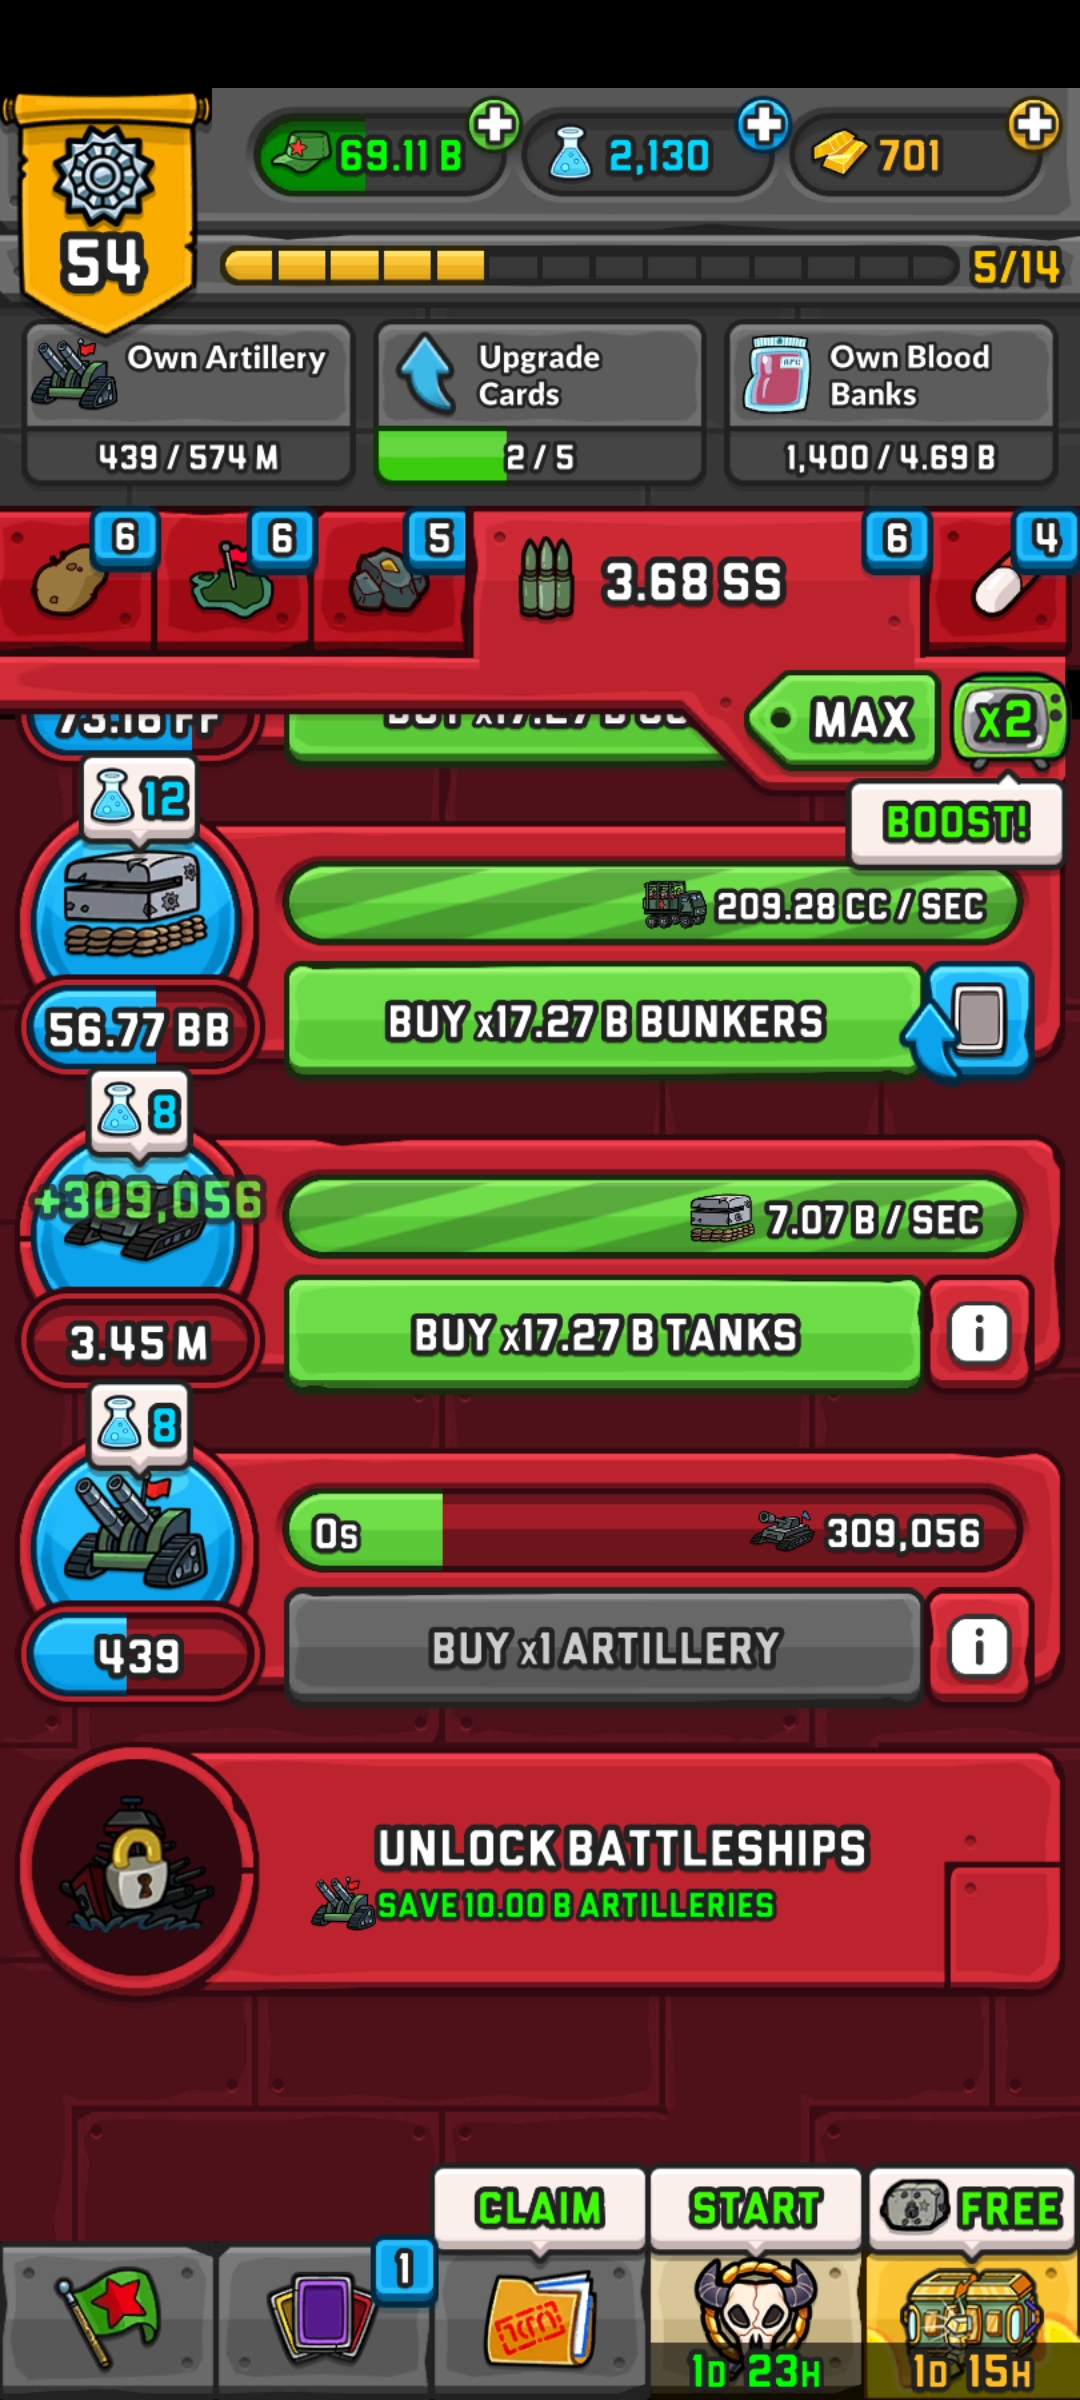 69.11 B
2,130
701
54
5/14
Own Artillery
439 / 574 M
Upgrade
Cards
2 / 5
Own Blood
Banks
1,400 / 4.69 B
6
6
5
3.68 SS
6
4
MAX
x2
BOOST!
73.16 FF
12
209.28 CC / SEC
56.77 BB
BUY x17.27 B BUNKERS
8
+309,056
7.07 B / SEC
3.45 M
BUY x17.27 B TANKS
i
8
0s
309,056
439
BUY x1 ARTILLERY
i
UNLOCK BATTLESHIPS
SAVE 10.00 B ARTILLERIES
CLAIM
START
FREE
1
1D 23H
1D 15H